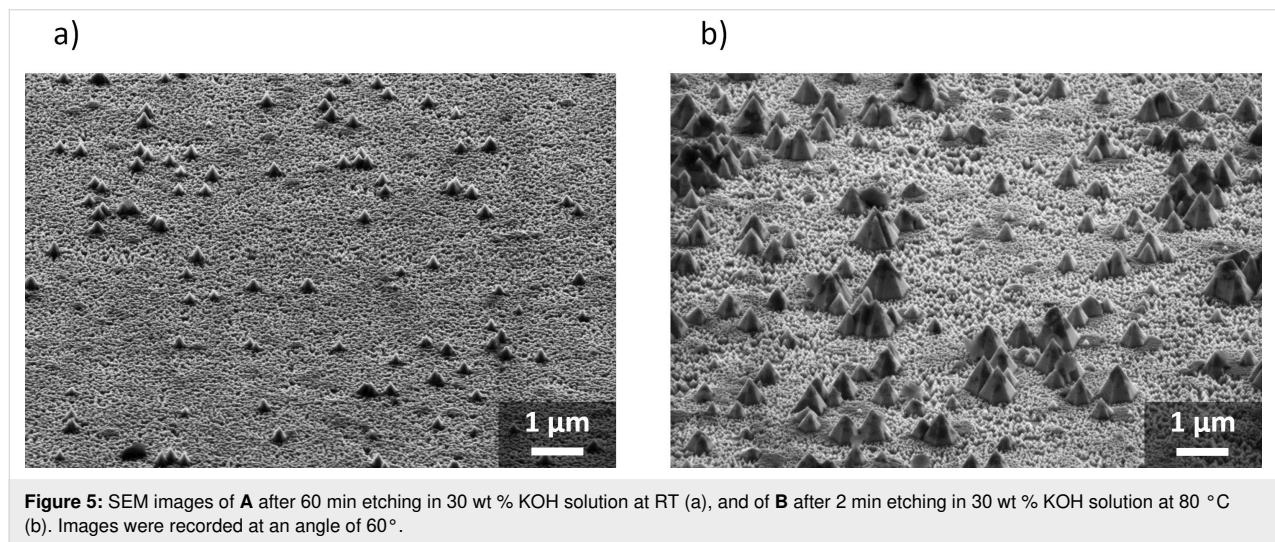 a)
b)
1 μm
1 μm
Figure 5: SEM images of A after 60 min etching in 30 wt % KOH solution at RT (a), and of B after 2 min etching in 30 wt % KOH solution at 80 °C
(b). Images were recorded at an angle of 60°.